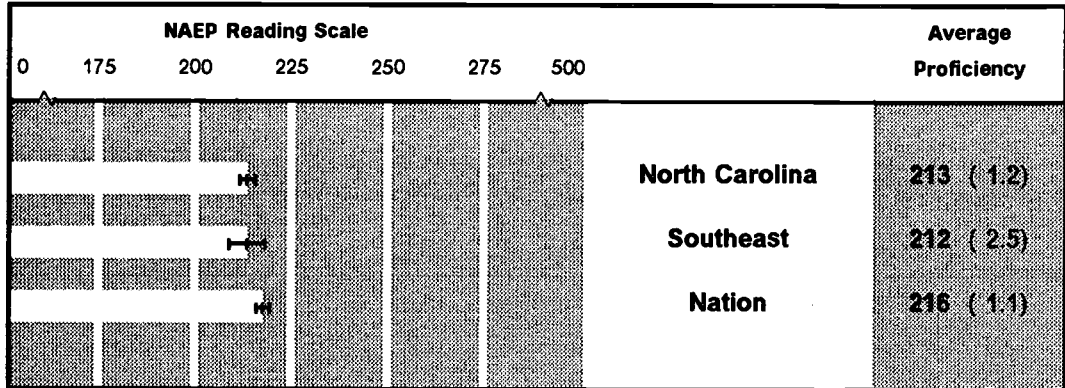 NAEP Reading Scale
0 175 200 225 250 275 500
Average
Proficiency
North Carolina 213 ( 1.2)
Southeast 212 ( 2.5)
Nation 216 ( 1.1)